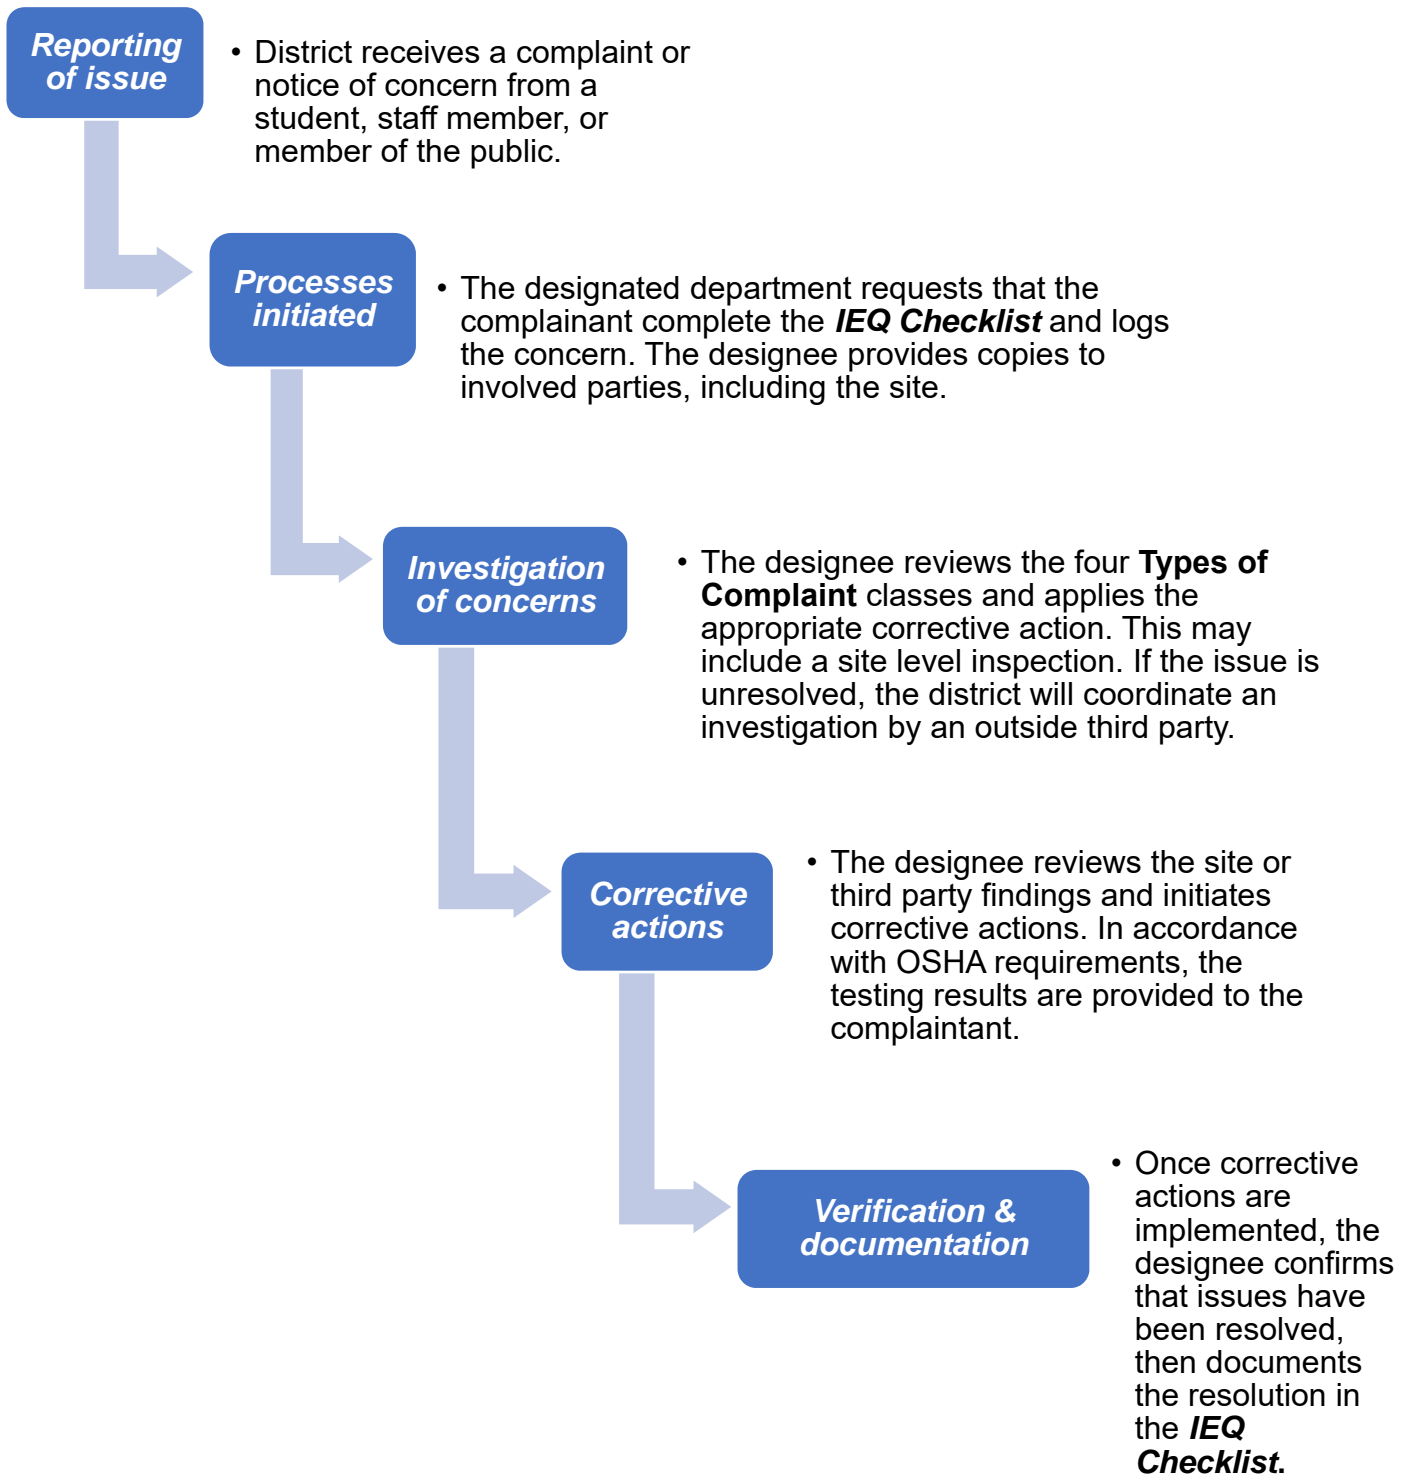 Reporting
of issue
• District receives a complaint or
notice of concern from a
student, staff member, or
member of the public.
Processes
initiated
• The designated department requests that the
complainant complete the IEQ Checklist and logs
the concern. The designee provides copies to
involved parties, including the site.
Investigation
of concerns
• The designee reviews the four Types of
Complaint classes and applies the
appropriate corrective action. This may
include a site level inspection. If the issue is
unresolved, the district will coordinate an
investigation by an outside third party.
Corrective
actions
• The designee reviews the site or
third party findings and initiates
corrective actions. In accordance
with OSHA requirements, the
testing results are provided to the
complaintant.
Verification &
documentation
• Once corrective
actions are
implemented, the
designee confirms
that issues have
been resolved,
then documents
the resolution in
the IEQ
Checklist.